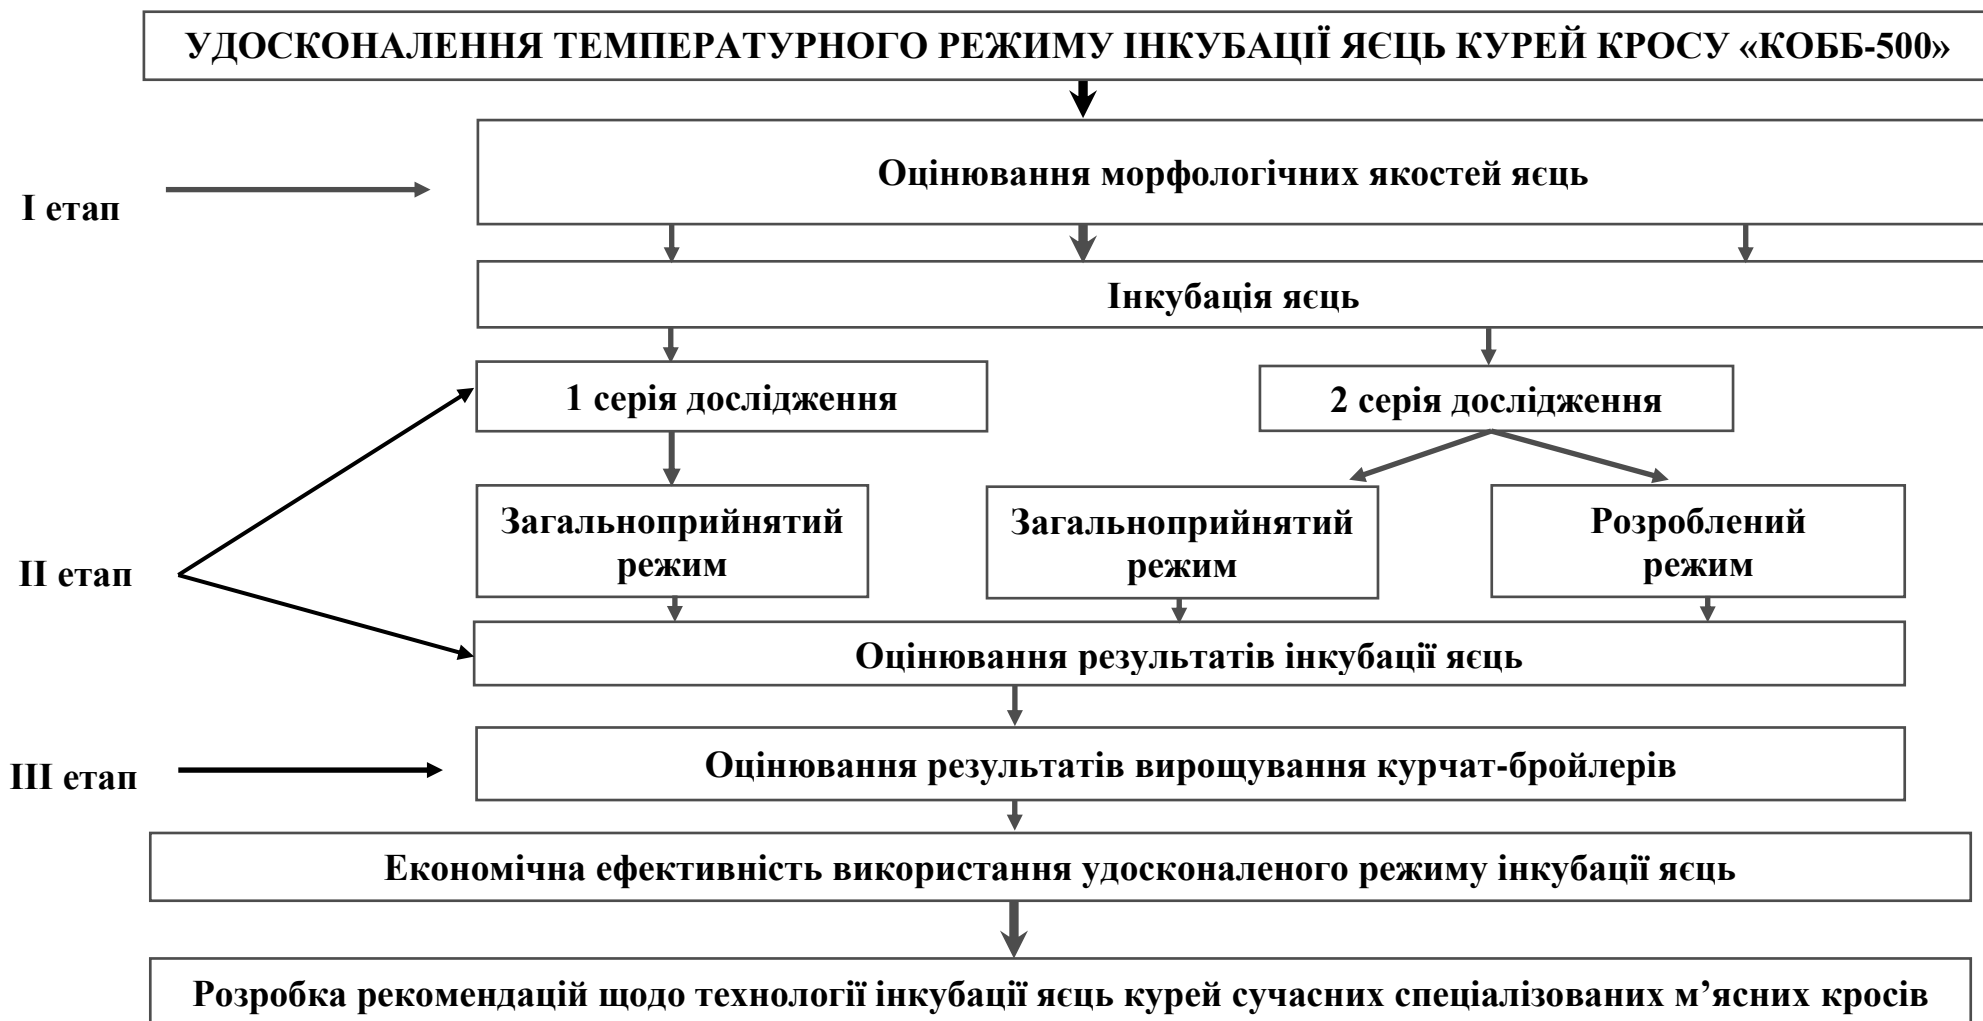 УДОСКОНАЛЕННЯ ТЕМПЕРАТУРНОГО РЕЖИМУ ІНКУБАЦІЇ ЯЄЦЬ КУРЕЙ КРОСУ «КОББ-500»
І етап
Оцінювання морфологічних якостей яєць
Інкубація яєць
1 серія дослідження
2 серія дослідження
ІІ етап
Загальноприйнятий
режим
Загальноприйнятий
режим
Розроблений
режим
Оцінювання результатів інкубації яєць
ІІІ етап
Оцінювання результатів вирощування курчат-бройлерів
Економічна ефективність використання удосконаленого режиму інкубації яєць
Розробка рекомендацій щодо технології інкубації яєць курей сучасних спеціалізованих м’ясних кросів